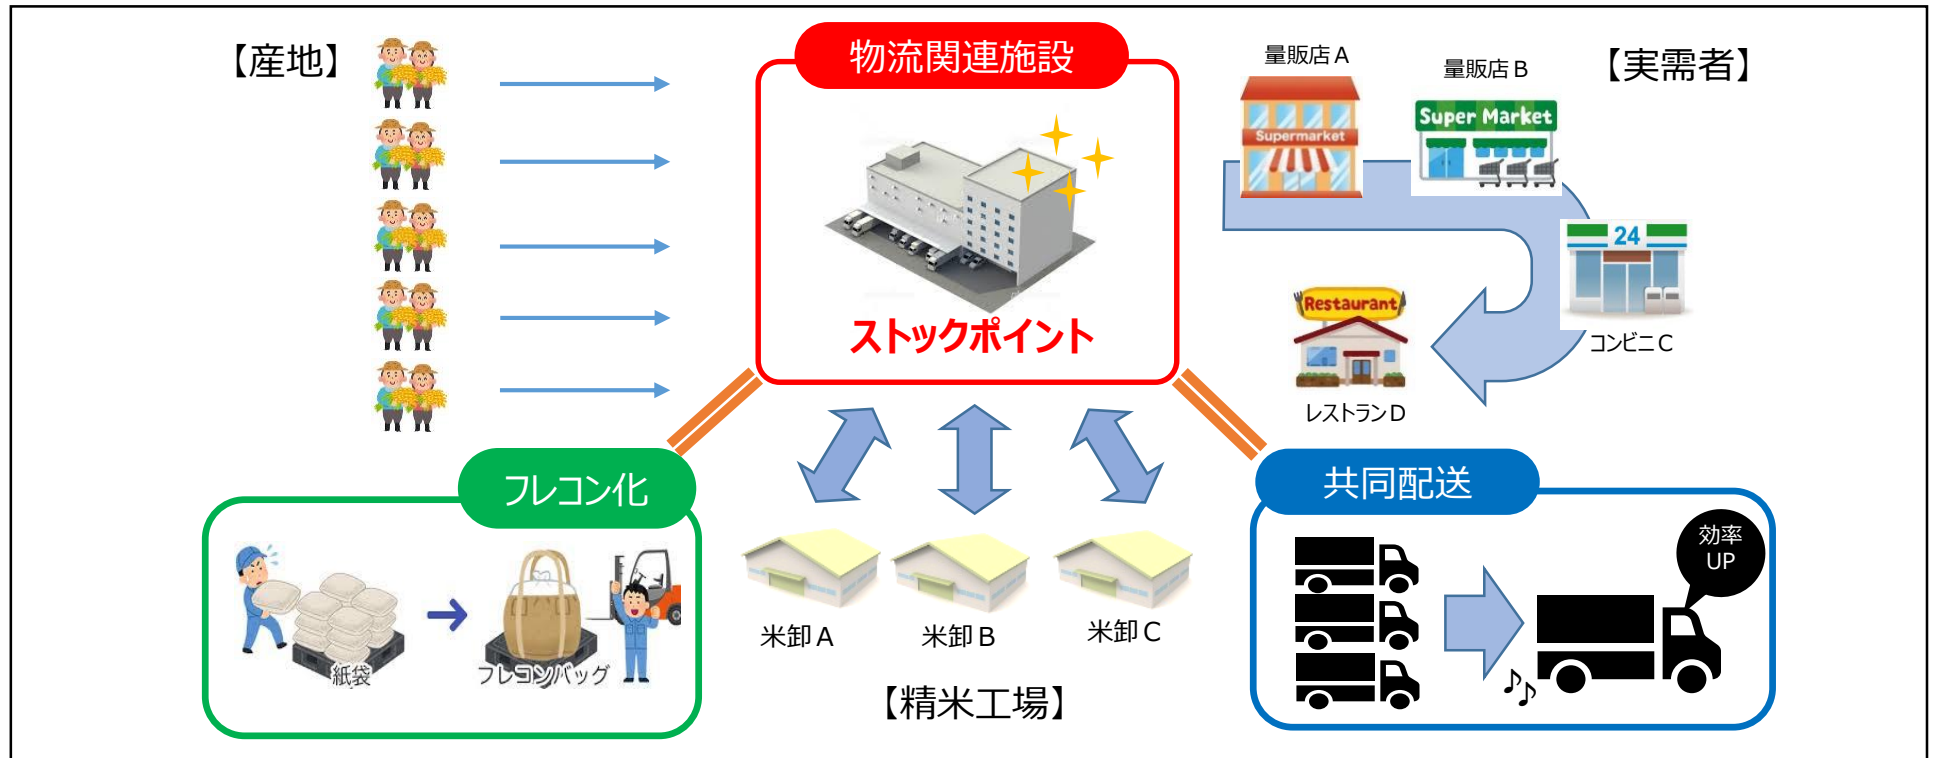 【産地】
物流関連施設
ストックポイント
量販店A
量販店B
【実需者】
Supermarket
Super Market
24
コンビニC
Restaurant
レストランD
フレコン化
紙袋
フレコンバッグ
米卸A
米卸B
米卸C
【精米工場】
共同配送
効率
UP